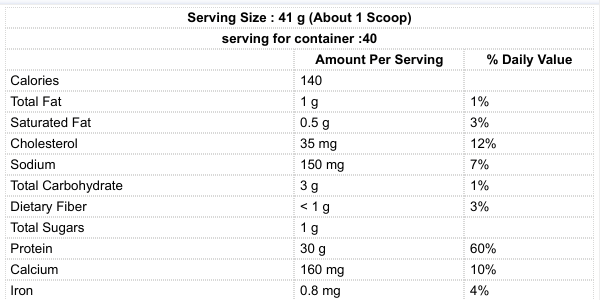 Serving Size : 41 g (About 1 Scoop)
serving for container :40
Amount Per Serving % Daily Value
Calories 140
Total Fat 1 g 1%
Saturated Fat 0.5 g 3%
Cholesterol 35 mg 12%
Sodium 150 mg 7%
Total Carbohydrate 3 g 1%
Dietary Fiber < 1 g 3%
Total Sugars 1 g
Protein 30 g 60%
Calcium 160 mg 10%
Iron 0.8 mg 4%